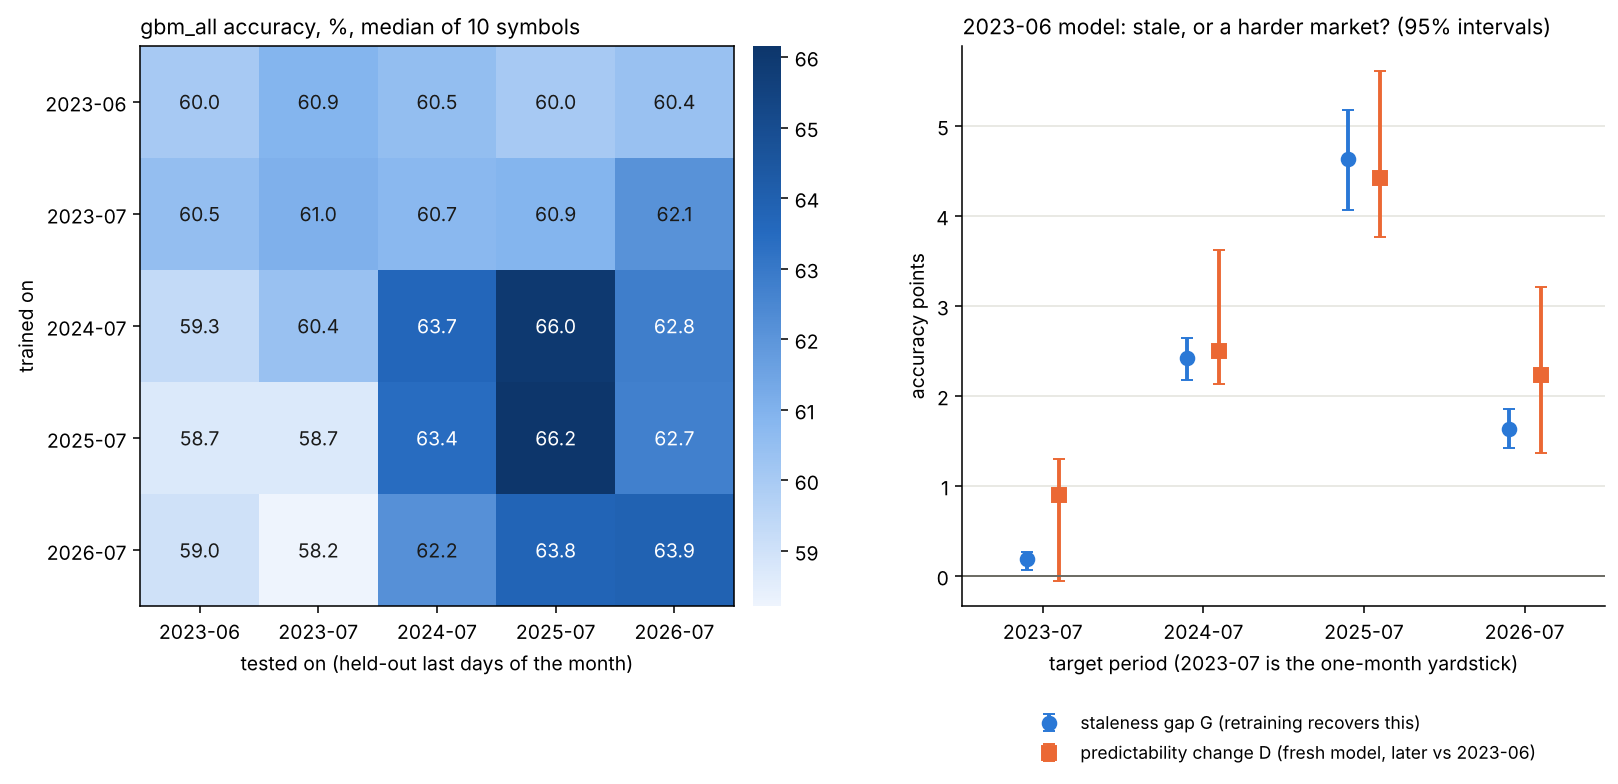 gbm_all accuracy, %, median of 10 symbols
trained on
2023-06 60.0 60.9 60.5 60.0 60.4
2023-07 60.5 61.0 60.7 60.9 62.1
2024-07 59.3 60.4 63.7 66.0 62.8
2025-07 58.7 58.7 63.4 66.2 62.7
2026-07 59.0 58.2 62.2 63.8 63.9
2023-06 2023-07 2024-07 2025-07 2026-07
tested on (held-out last days of the month)
66
65
64
63
62
61
60
59
2023-06 model: stale, or a harder market? (95% intervals)
accuracy points
5
4
3
2
1
0
2023-07 2024-07 2025-07 2026-07
target period (2023-07 is the one-month yardstick)
staleness gap G (retraining recovers this)
predictability change D (fresh model, later vs 2023-06)